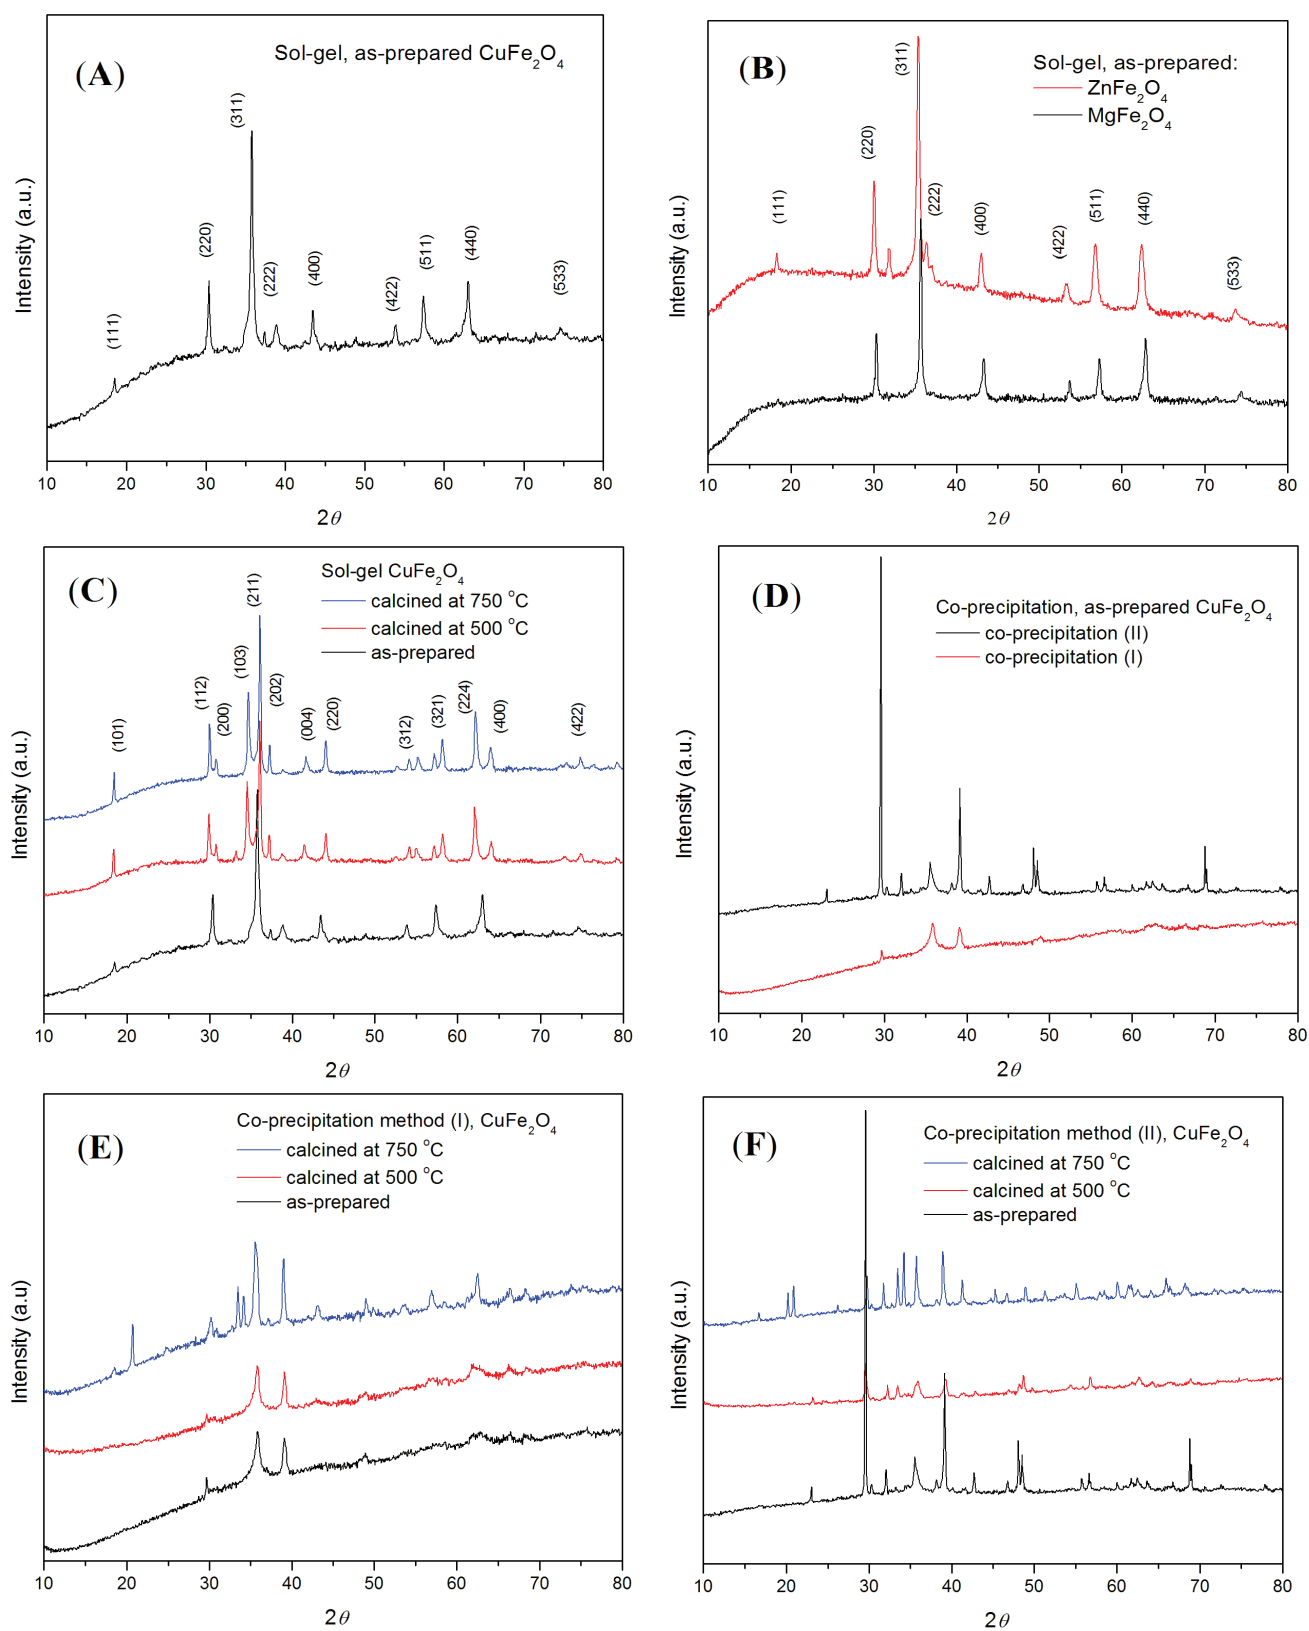 (A)
Sol-gel, as-prepared CuFe2O4
(111)
(220)
(311)
(222)
(400)
(422)
(511)
(440)
(533)
Intensity (a.u.)
10 20 30 40 50 60 70 80
2θ
(B)
Sol-gel, as-prepared:
ZnFe2O4
MgFe2O4
(111)
(220)
(311)
(222)
(400)
(422)
(511)
(440)
(533)
Intensity (a.u.)
10 20 30 40 50 60 70 80
2θ
(C)
Sol-gel CuFe2O4
calcined at 750 °C
calcined at 500 °C
as-prepared
(101)
(112)
(200)
(103)
(211)
(202)
(004)
(220)
(312)
(321)
(224)
(400)
(422)
Intensity (a.u.)
10 20 30 40 50 60 70 80
2θ
(D)
Co-precipitation, as-prepared CuFe2O4
co-precipitation (II)
co-precipitation (I)
Intensity (a.u.)
10 20 30 40 50 60 70 80
2θ
(E)
Co-precipitation method (I), CuFe2O4
calcined at 750 °C
calcined at 500 °C
as-prepared
Intensity (a.u)
10 20 30 40 50 60 70 80
2θ
(F)
Co-precipitation method (II), CuFe2O4
calcined at 750 °C
calcined at 500 °C
as-prepared
Intensity (a.u.)
10 20 30 40 50 60 70 80
2θ